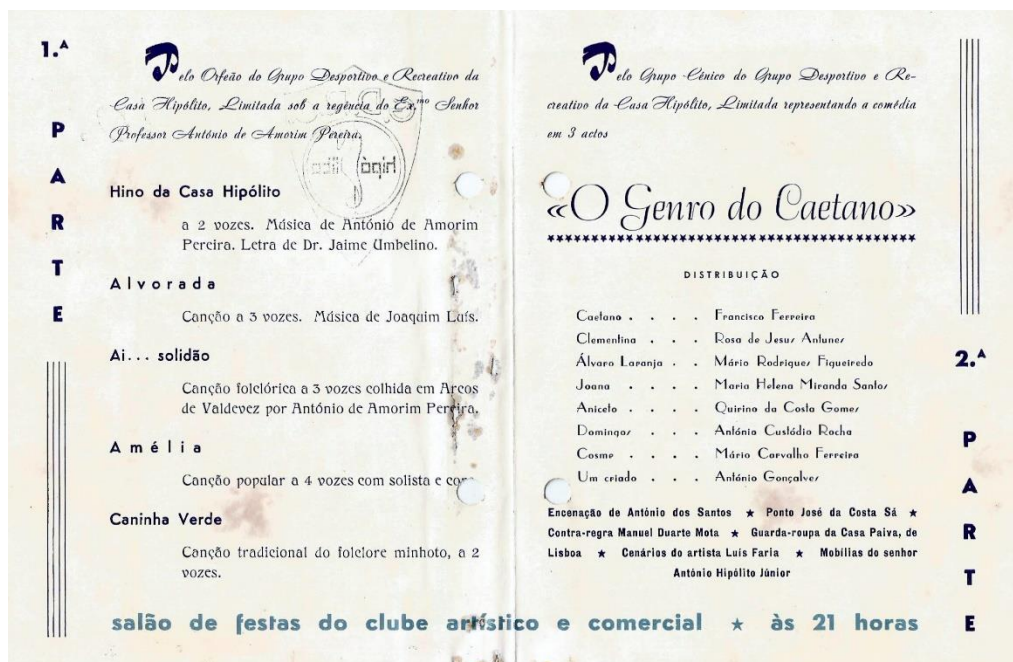 1.ª PARTE
Pelo Orfeão do Grupo Desportivo e Recreativo da
Casa Hipólito, Limitada sob a regência do Ex.mo Senhor
Professor António de Amorim Pereira.
Hino da Casa Hipólito
a 2 vozes. Música de António de Amorim
Pereira. Letra de Dr. Jaime Umbelino.
Alvorada
Canção a 3 vozes. Música de Joaquim Luís.
Ai... solidão
Canção folclórica a 3 vozes colhida em Arcos
de Valdevez por António de Amorim Pereira.
Amélia
Canção popular a 4 vozes com solista e
Caninha Verde
Canção tradicional do folclore minhoto, a 2
vozes.
Pelo Grupo Cénico do Grupo Desportivo e Re-
creativo da Casa Hipólito, Limitada representando a comédia
em 3 actos
«O Genro do Caetano»
DISTRIBUIÇÃO
Caetano . . . . Francisco Ferreira
Clementina . . . Rosa de Jesus Antunes
Álvaro Laranja . . Mário Rodrigues Figueiredo
Joana . . . . Maria Helena Miranda Santos
Aniceto . . . . Quirino da Costa Gomes
Domingas . . . António Custódio Rocha
Cosme . . . . Mário Carvalho Ferreira
Um criado . . . António Gonçalves
Encenação de António dos Santos ★ Ponto José da Costa Sá ★
Contra-regra Manuel Duarte Mota ★ Guarda-roupa da Casa Paiva, de
Lisboa ★ Cenários do artista Luís Faria ★ Mobílias do senhor
António Hipólito Júnior
2.ª PARTE
salão de festas do clube artístico e comercial ★ às 21 horas